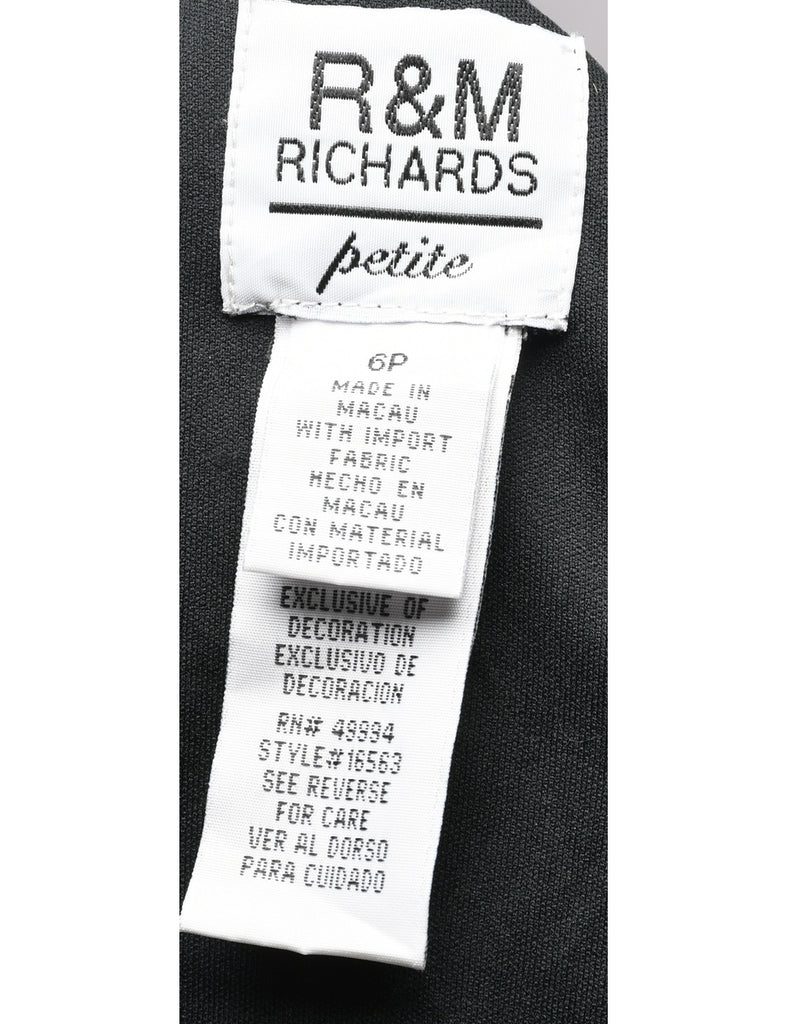 R&M
RICHARDS
petite
6P
MADE IN
MACAU
WITH IMPORT
FABRIC
HECHO EN
MACAU
CON MATERIAL
IMPORTADO
EXCLUSIVE OF
DECORATION
EXCLUSIVO DE
DECORACION
RN# 49994
STYLE#16563
SEE REVERSE
FOR CARE
VER AL DORSO
PARA CUIDADO